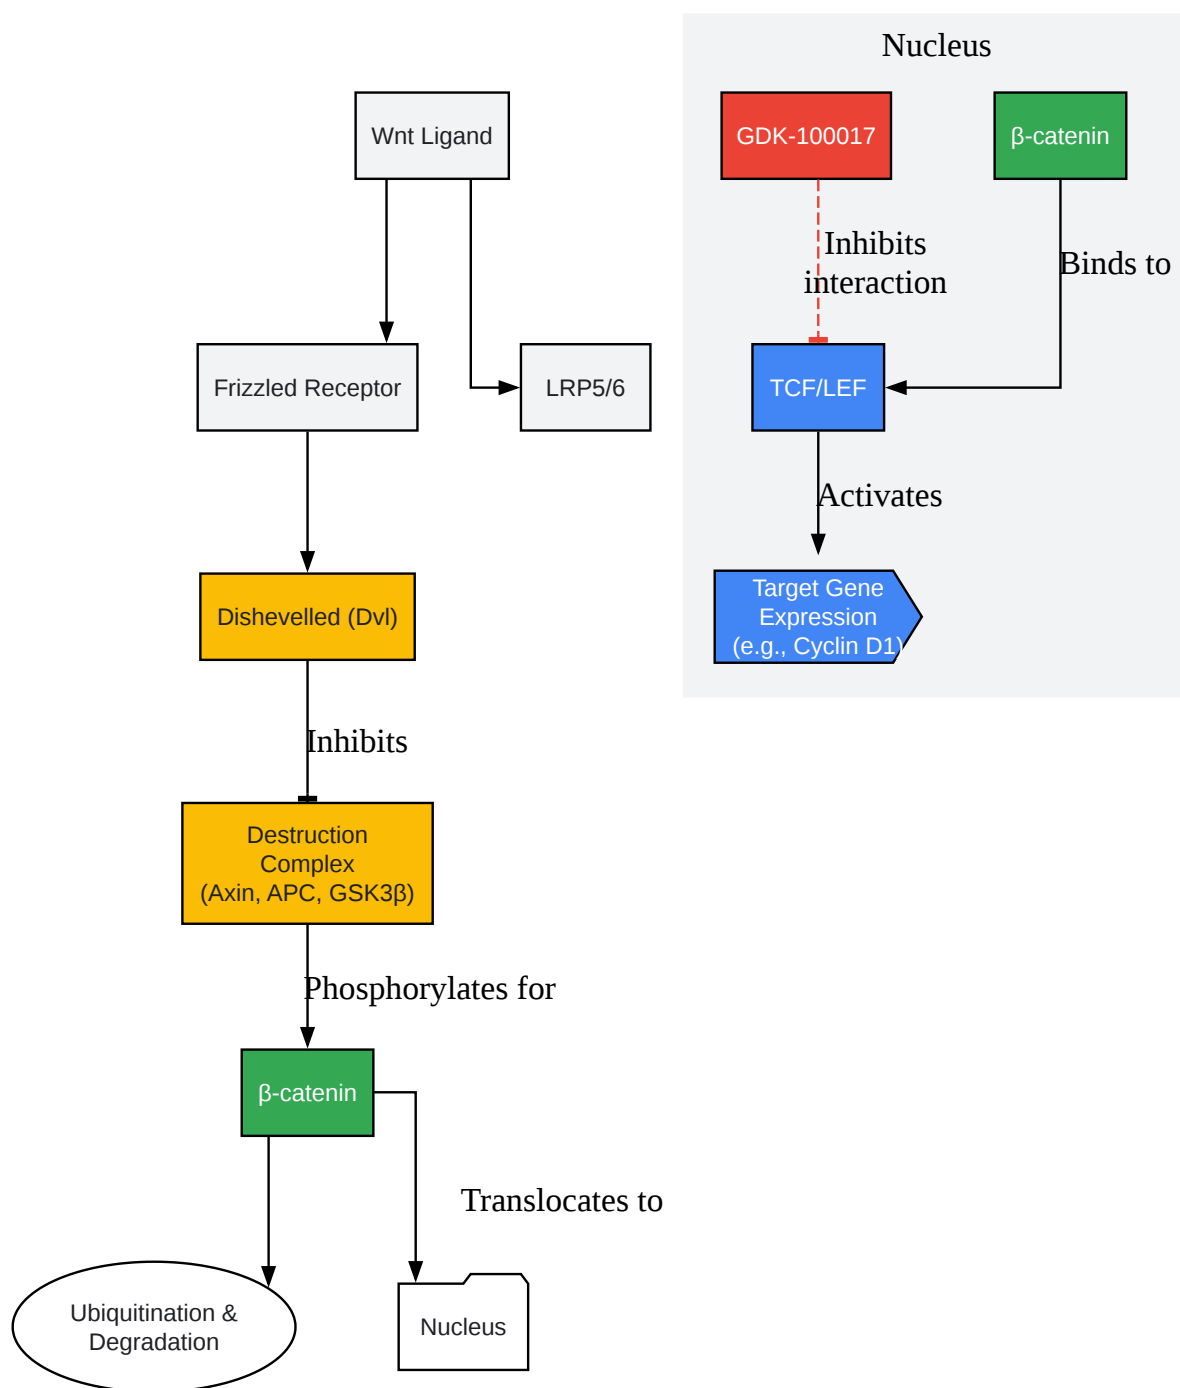 Nucleus
Wnt Ligand
GDK-100017
β-catenin
Inhibits
interaction
Binds to
Frizzled Receptor
LRP5/6
TCF/LEF
Activates
Dishevelled (Dvl)
Target Gene
Expression
(e.g., Cyclin D1)
Inhibits
Destruction
Complex
(Axin, APC, GSK3β)
Phosphorylates for
β-catenin
Translocates to
Ubiquitination &
Degradation
Nucleus